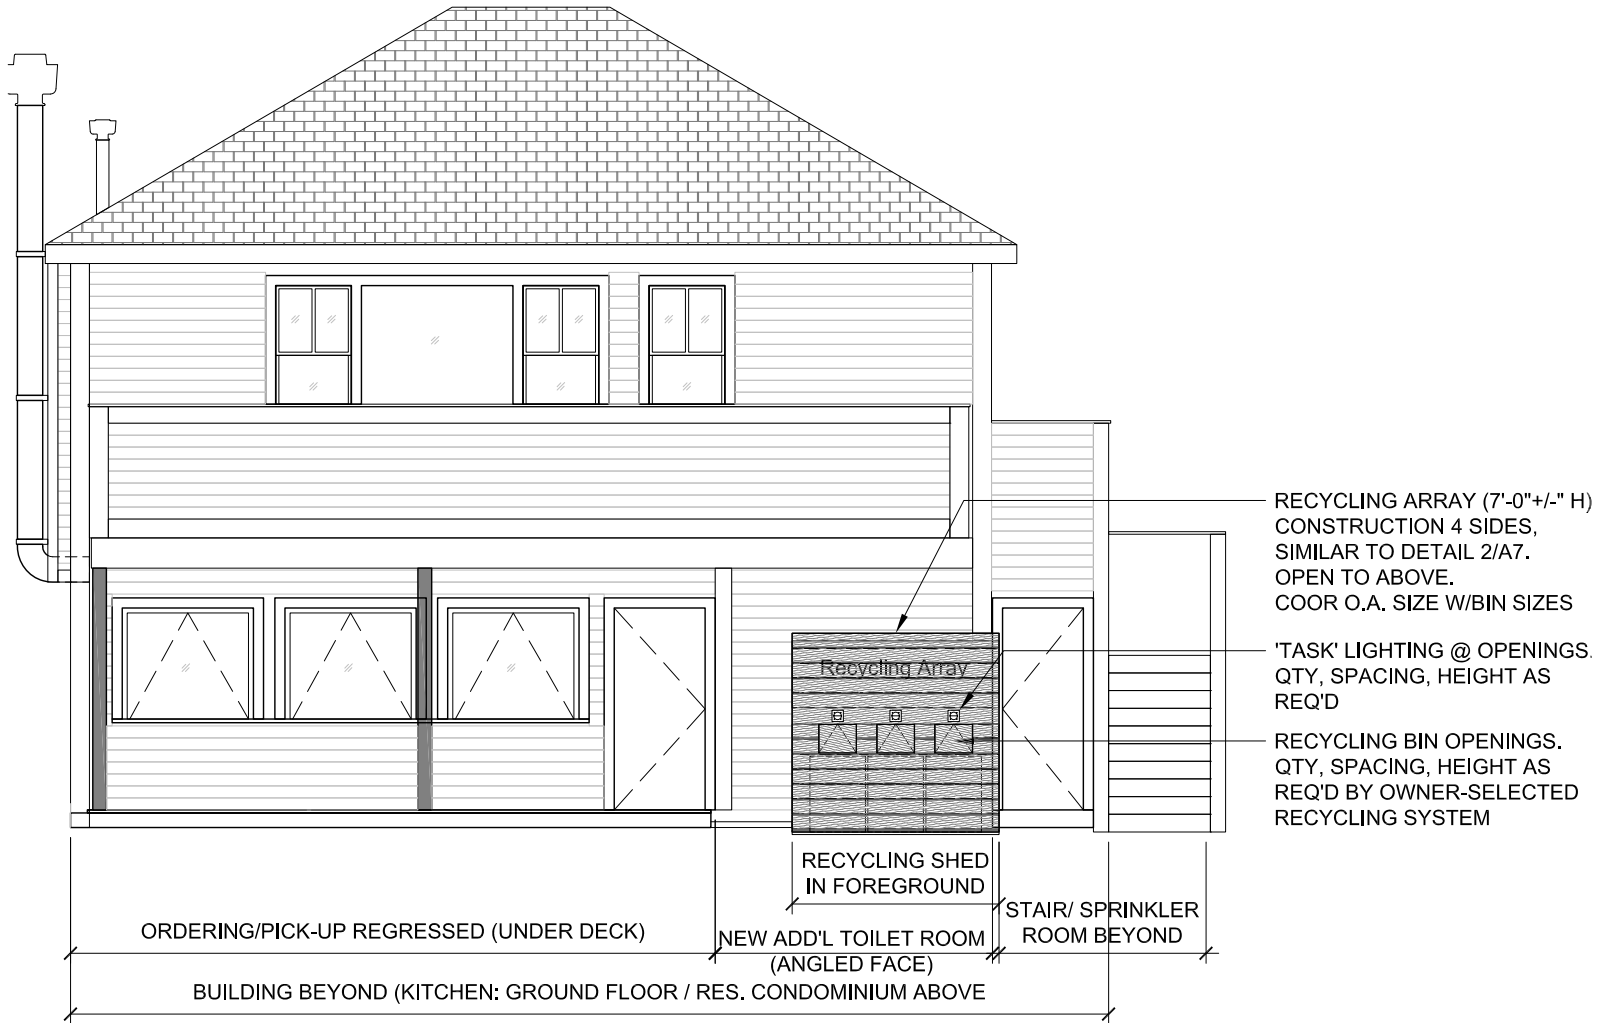 RECYCLING ARRAY (7'-0"+/-" H)
CONSTRUCTION 4 SIDES,
SIMILAR TO DETAIL 2/A7.
OPEN TO ABOVE.
COOR O.A. SIZE W/BIN SIZES
'TASK' LIGHTING @ OPENINGS.
QTY, SPACING, HEIGHT AS
REQ'D
RECYCLING BIN OPENINGS.
QTY, SPACING, HEIGHT AS
REQ'D BY OWNER-SELECTED
RECYCLING SYSTEM
Recycling Array
RECYCLING SHED
IN FOREGROUND
STAIR/ SPRINKLER
ROOM BEYOND
ORDERING/PICK-UP REGRESSED (UNDER DECK)
NEW ADD'L TOILET ROOM
(ANGLED FACE)
BUILDING BEYOND (KITCHEN: GROUND FLOOR / RES. CONDOMINIUM ABOVE